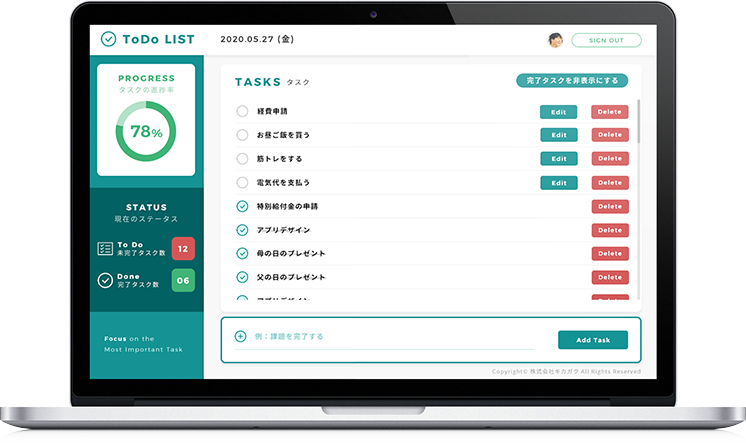 ToDo LIST
2020.05.27 (金)
SIGN OUT
PROGRESS
タスクの進捗率
78%
STATUS
現在のステータス
To Do
未完了タスク数
12
Done
完了タスク数
06
Focus on the
Most Important Task
TASKS タスク
完了タスクを非表示にする
経費申請 Edit Delete
お昼ご飯を買う Edit Delete
筋トレをする Edit Delete
電気代を支払う Edit Delete
特別給付金の申請 Delete
アプリデザイン Delete
母の日のプレゼント Delete
父の日のプレゼント Delete
アプリデザイン Delete
例：課題を完了する
Add Task
Copyright© 株式会社キカガク All Rights Reserved